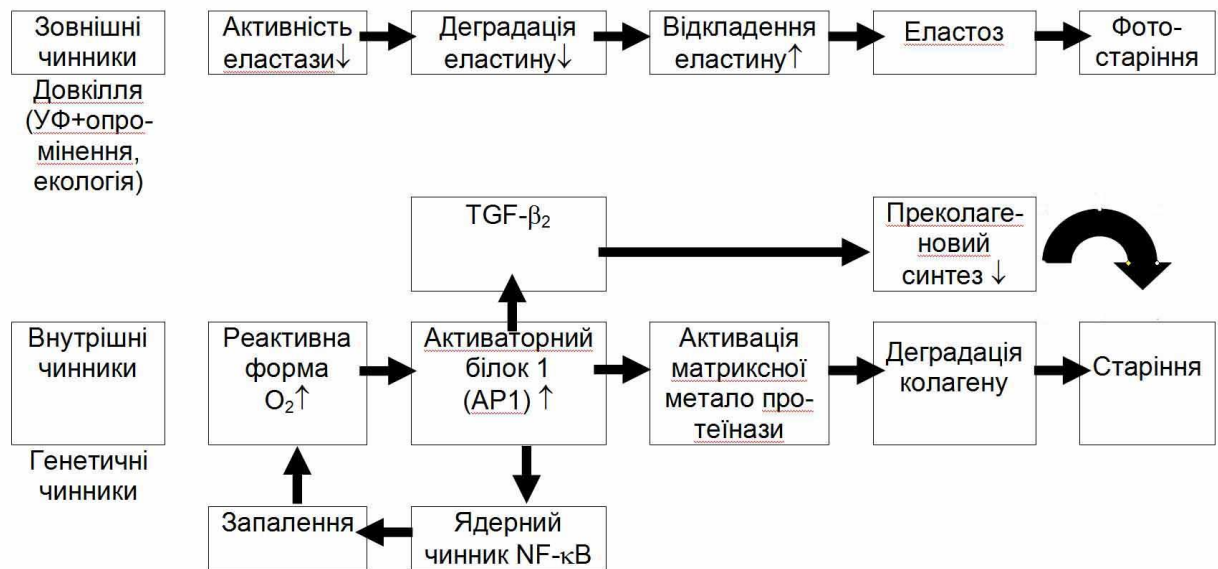 Зовнішні
чинники
Довкілля
(УФ+опро-
мінення,
екологія)
Активність
еластази↓
Деградація
еластину↓
Відкладення
еластину↑
Еластоз
Фото-
старіння
TGF-β₂
Преколаге-
новий
синтез ↓
Внутрішні
чинники
Генетичні
чинники
Реактивна
форма
O₂↑
Активаторний
білок 1
(АР1) ↑
Активація
матриксної
метало про-
теїнази
Деградація
колагену
Старіння
Запалення
Ядерний
чинник NF-κB